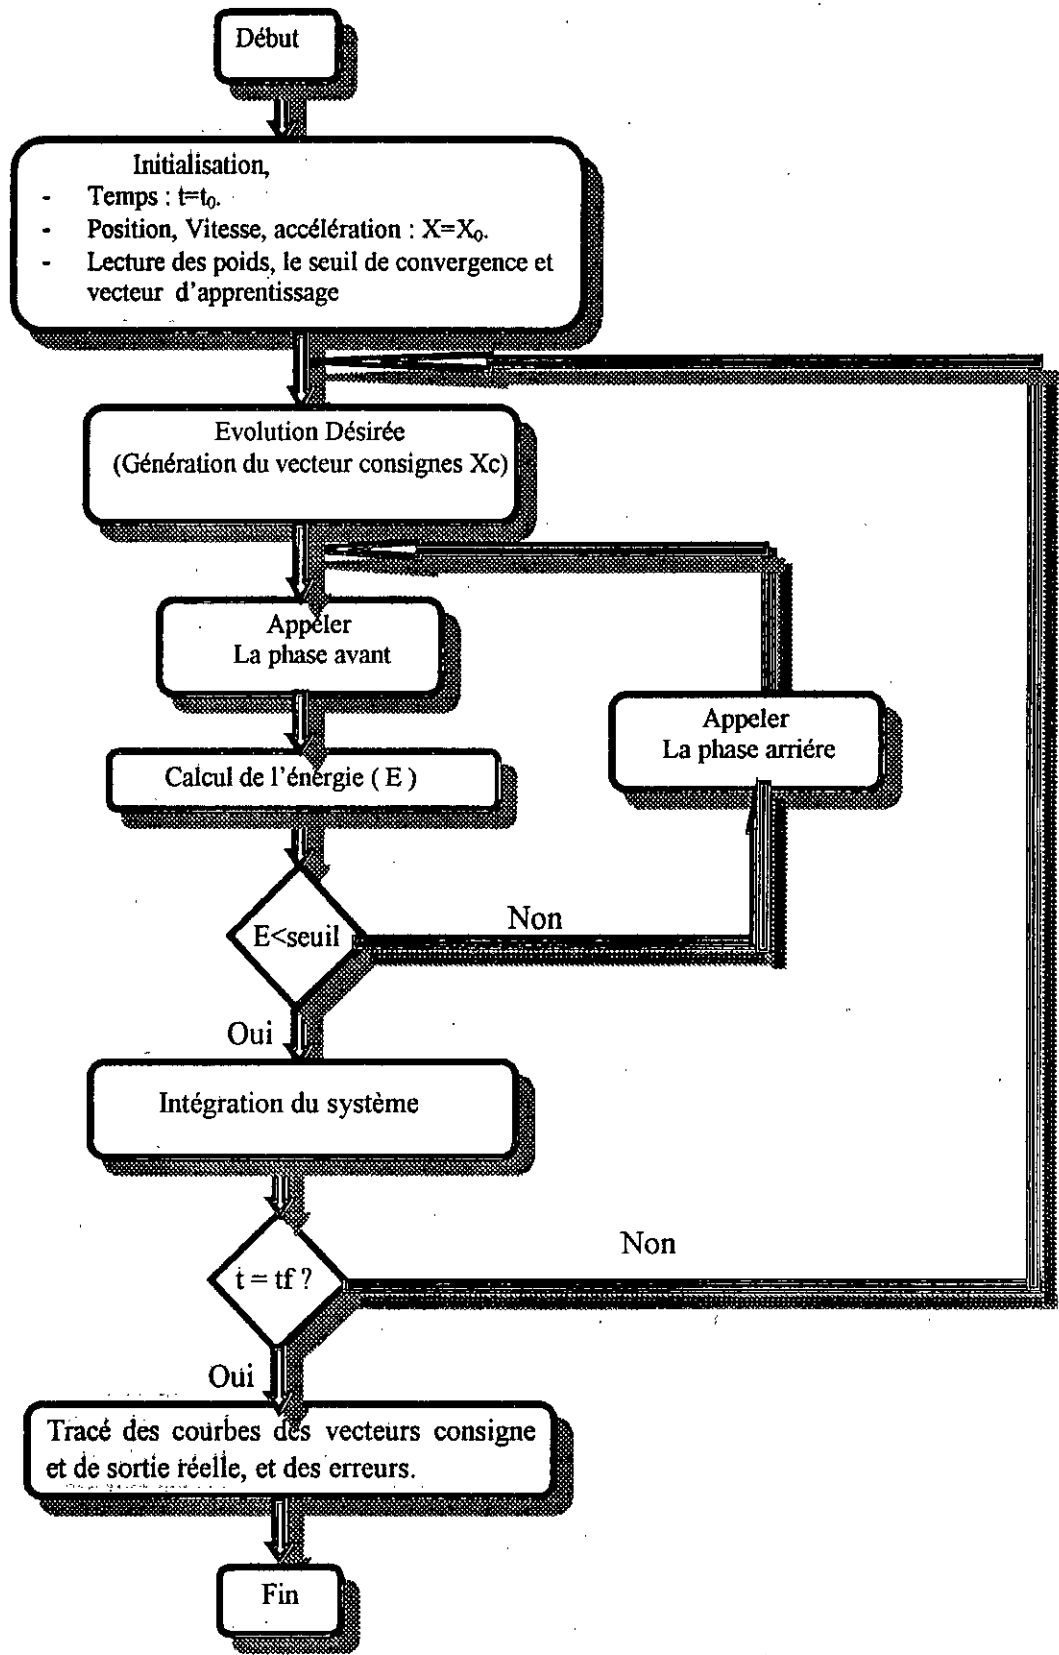 Début
Initialisation,
- Temps : t=t₀.
- Position, Vitesse, accélération : X=X₀.
- Lecture des poids, le seuil de convergence et
vecteur d'apprentissage
Evolution Désirée
(Génération du vecteur consignes Xc)
Appeler
La phase avant
Appeler
La phase arriére
Calcul de l'énergie ( E )
E<seuil
Non
Oui
Intégration du système
t = tf ?
Non
Oui
Tracé des courbes des vecteurs consigne
et de sortie réelle, et des erreurs.
Fin